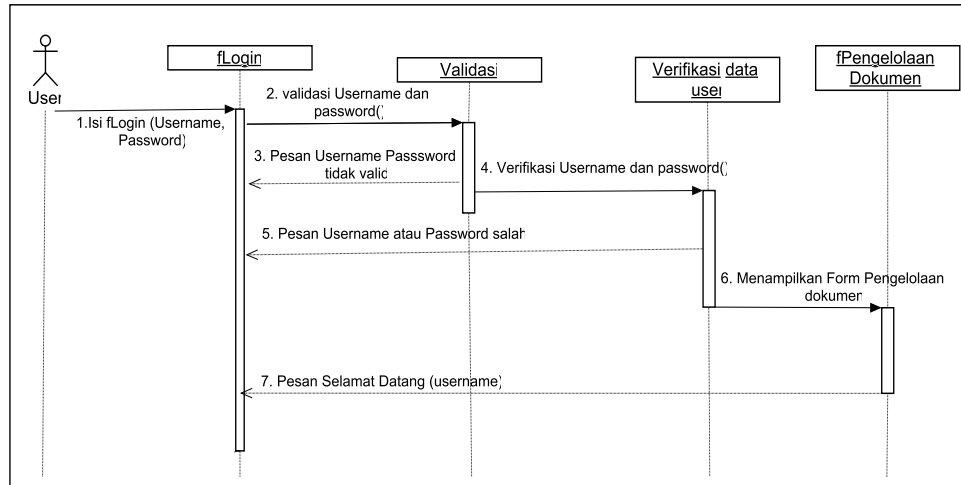 fLogin
Validasi
Verifikasi data
user
fPengelolaan
Dokumen
User
1.Isi fLogin (Username,
Password)
2. validasi Username dan
password()
3. Pesan Username Passsword
tidak valid
4. Verifikasi Username dan password()
5. Pesan Username atau Password salah
6. Menampilkan Form Pengelolaan
dokumen
7. Pesan Selamat Datang (username)